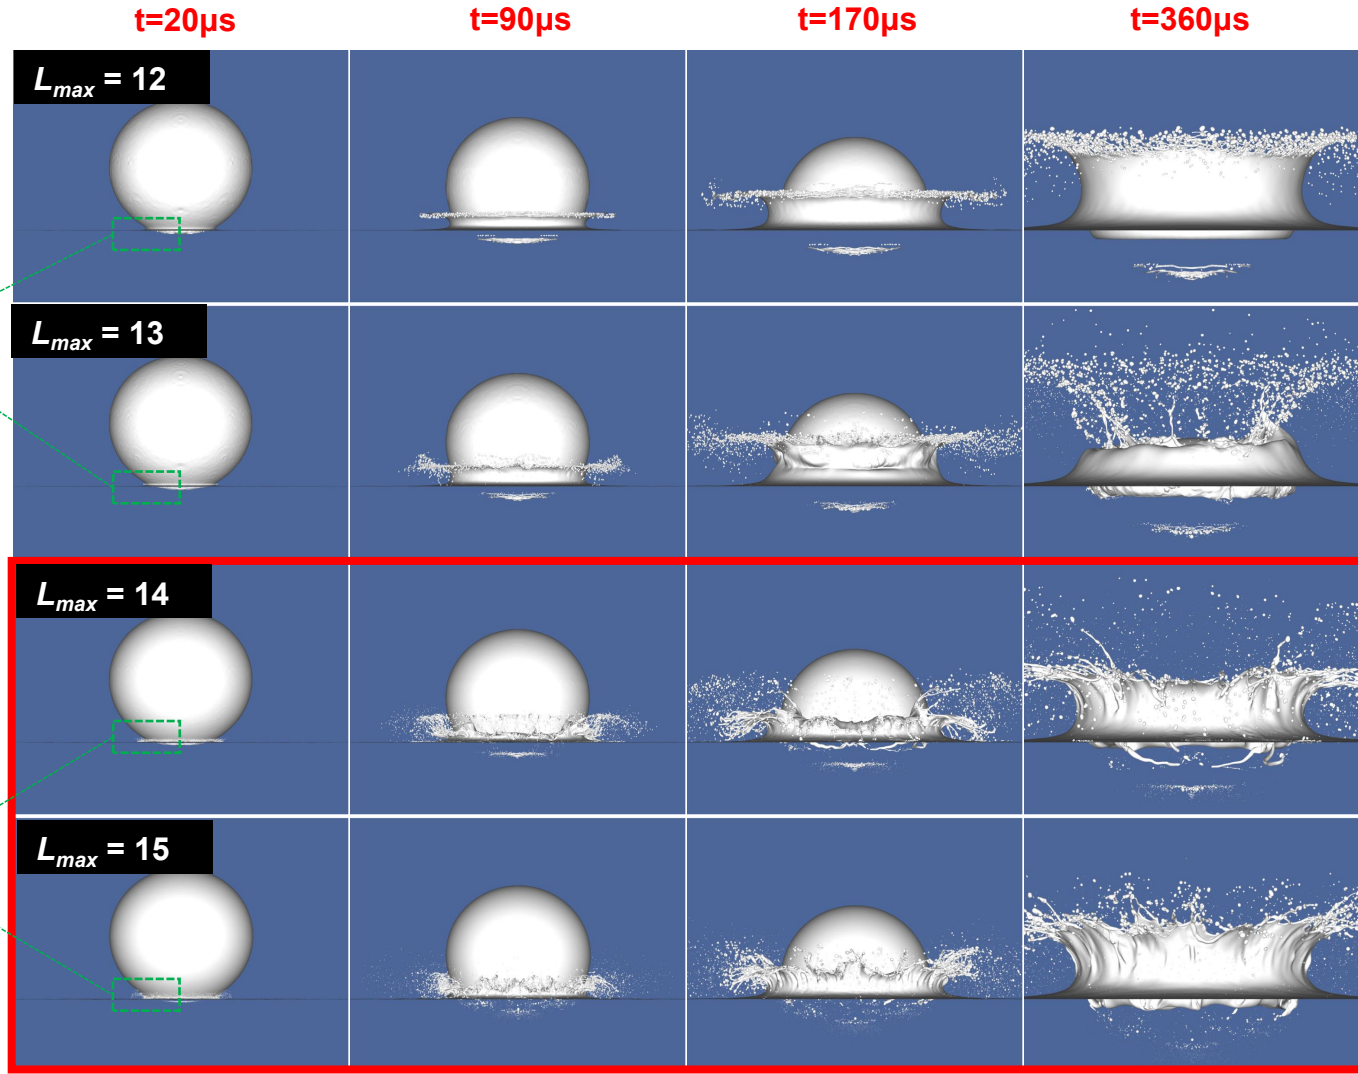 t=20µs t=90µs t=170µs t=360µs
Lmax = 12
Lmax = 13
Lmax = 14
Lmax = 15